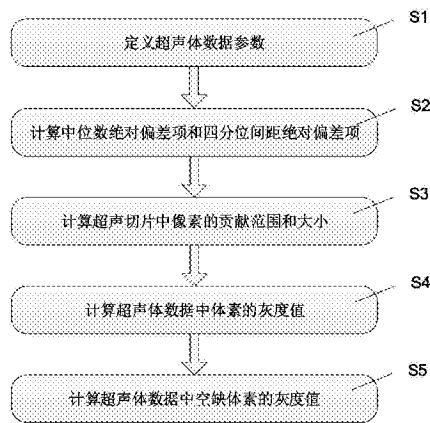 S1
定义超声体数据参数
S2
计算中位数绝对偏差项和四分位间距绝对偏差项
S3
计算超声切片中像素的贡献范围和大小
S4
计算超声体数据中体素的灰度值
S5
计算超声体数据中空缺体素的灰度值